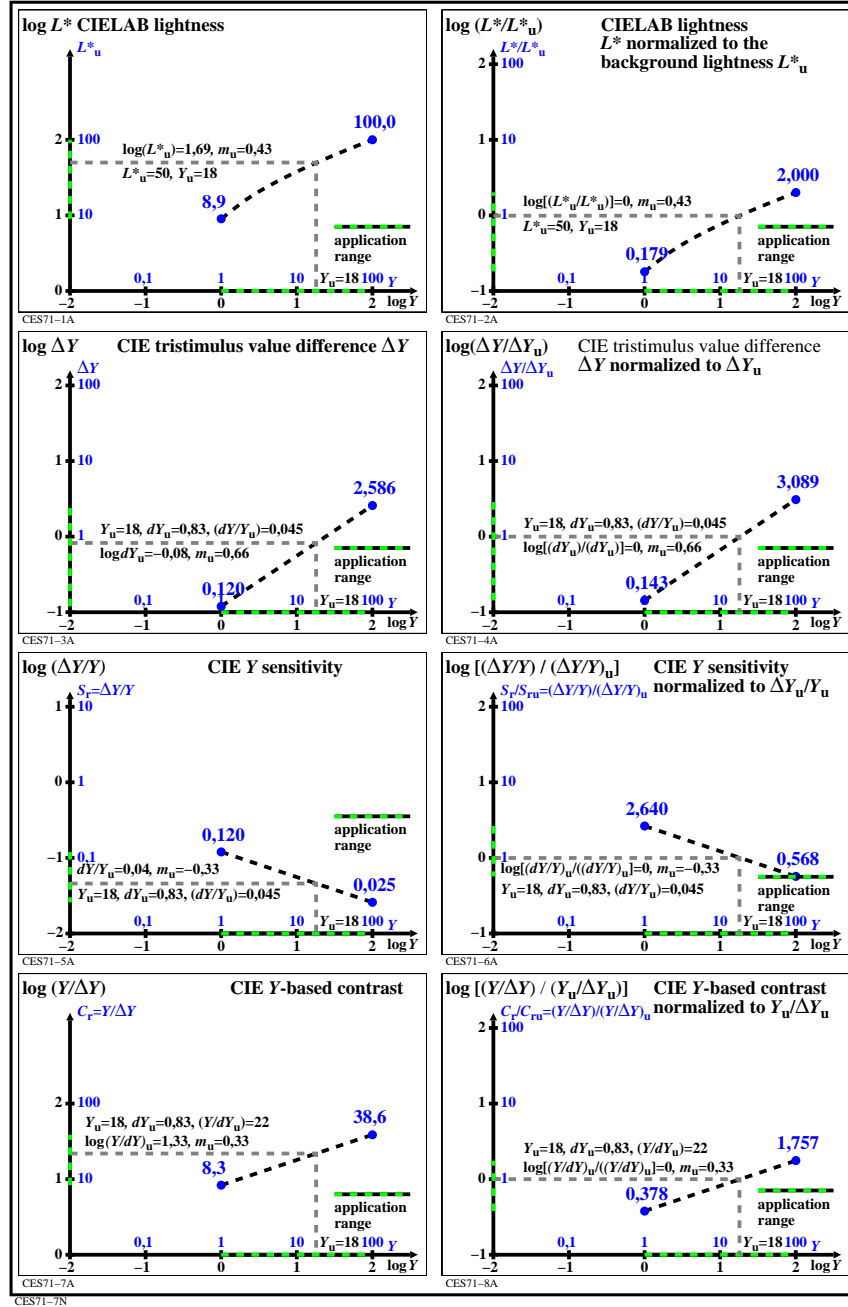 log L* CIELAB lightness
L*u
2
100
100,0
log(L*u)=1,69, mu=0,43
L*u=50, Yu=18
8,9
1
10
application
range
0
0,1
1
10
Yu=18
100 Y
−2
−1
0
1
2
logY
CES71−1A
log (L*/L*u)
CIELAB lightness
L* normalized to the
background lightness L*u
L*/L*u
2
100
1
10
2,000
log[(L*u/L*u)]=0, mu=0,43
0
1
L*u=50, Yu=18
0,179
application
range
−1
0,1
1
10
Yu=18
100 Y
−2
−1
0
1
2
logY
CES71−2A
log ΔY
CIE tristimulus value difference ΔY
ΔY
2
100
1
10
2,586
Yu=18, dYu=0,83, (dY/Yu)=0,045
0
1
logdYu=−0,08, mu=0,66
application
range
0,120
−1
0,1
1
10
Yu=18
100 Y
−2
−1
0
1
2
logY
CES71−3A
log(ΔY/ΔYu)
CIE tristimulus value difference
ΔY normalized to ΔYu
ΔY/ΔYu
2
100
1
10
3,089
Yu=18, dYu=0,83, (dY/Yu)=0,045
0
1
log[(dYu)/(dYu)]=0, mu=0,66
application
range
0,143
−1
0,1
1
10
Yu=18
100 Y
−2
−1
0
1
2
logY
CES71−4A
log (ΔY/Y)
CIE Y sensitivity
Sr=ΔY/Y
1
10
0
1
0,120
application
range
−1
0,1
dY/Yu=0,04, mu=−0,33
Yu=18, dYu=0,83, (dY/Yu)=0,045
0,025
−2
0,1
1
10
Yu=18
100 Y
−2
−1
0
1
2
logY
CES71−5A
log [(ΔY/Y) / (ΔY/Y)u]
CIE Y sensitivity
normalized to ΔYu/Yu
Sr/Sru=(ΔY/Y)/(ΔY/Y)u
2
100
1
10
2,640
0
1
log[(dY/Y)u/((dY/Y)u]=0, mu=−0,33
0,568
Yu=18, dYu=0,83, (dY/Yu)=0,045
application
range
−1
0,1
1
10
Yu=18
100 Y
−2
−1
0
1
2
logY
CES71−6A
log (Y/ΔY)
CIE Y-based contrast
Cr=Y/ΔY
2
100
Yu=18, dYu=0,83, (Y/dYu)=22
log(Y/dY)u=1,33, mu=0,33
38,6
8,3
1
10
application
range
0
0,1
1
10
Yu=18
100 Y
−2
−1
0
1
2
logY
CES71−7A
log [(Y/ΔY) / (Yu/ΔYu)]
CIE Y-based contrast
normalized to Yu/ΔYu
Cr/Cru=(Y/ΔY)/(Y/ΔY)u
2
100
1
10
Yu=18, dYu=0,83, (Y/dYu)=22
log[(Y/dY)u/((Y/dY)u]=0, mu=0,33
1,757
0
1
0,378
application
range
−1
0,1
1
10
Yu=18
100 Y
−2
−1
0
1
2
logY
CES71−8A
CES71−7N